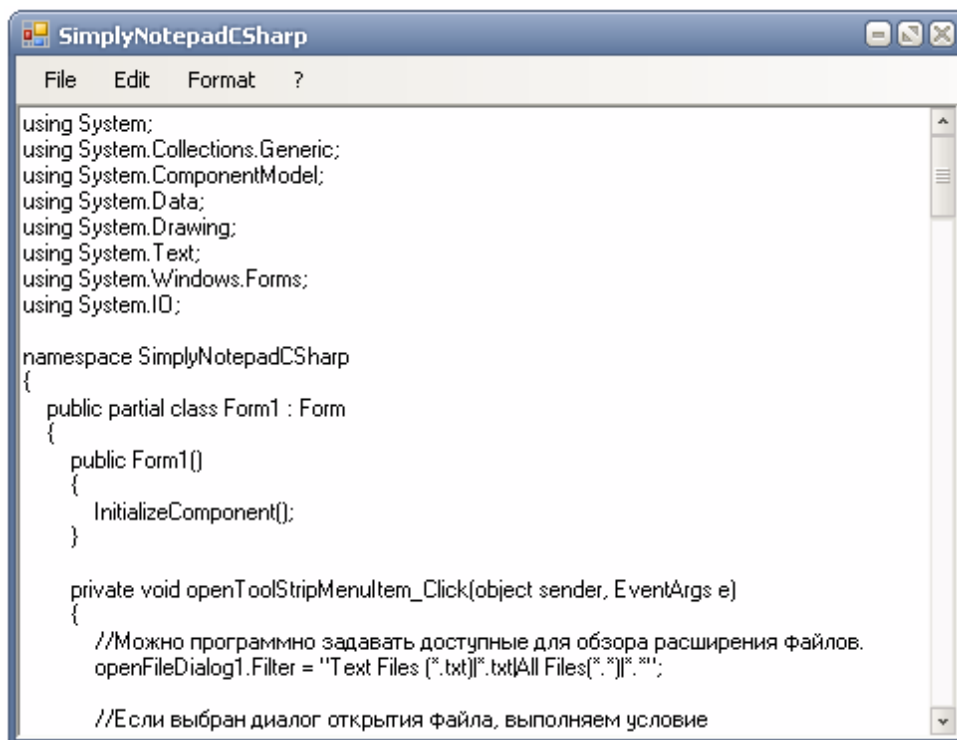 SimplyNotepadCSharp
File Edit Format ?
using System;
using System.Collections.Generic;
using System.ComponentModel;
using System.Data;
using System.Drawing;
using System.Text;
using System.Windows.Forms;
using System.IO;
namespace SimplyNotepadCSharp
{
public partial class Form1 : Form
{
public Form1()
{
InitializeComponent();
}
private void openToolStripMenuItem_Click(object sender, EventArgs e)
{
//Можно программно задавать доступные для обзора расширения файлов.
openFileDialog1.Filter = "Text Files (*.txt)|*.txt|All Files(*.*)|*.*";
//Если выбран диалог открытия файла, выполняем условие